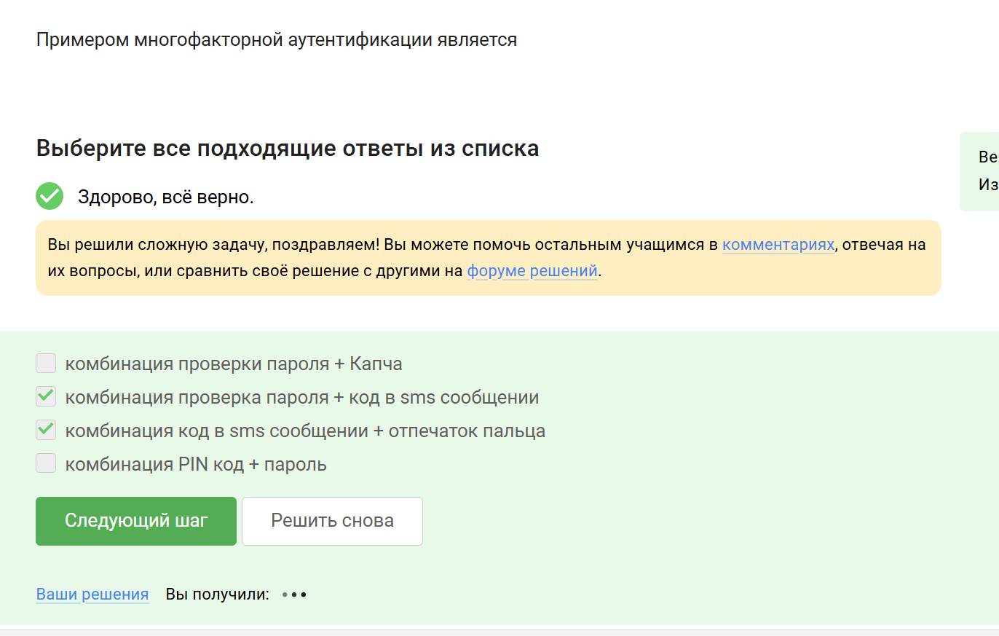 Примером многофакторной аутентификации является
Выберите все подходящие ответы из списка
Здорово, всё верно.
Ве
Из
Вы решили сложную задачу, поздравляем! Вы можете помочь остальным учащимся в комментариях, отвечая на
их вопросы, или сравнить своё решение с другими на форуме решений.
комбинация проверки пароля + Капча
комбинация проверка пароля + код в sms сообщении
комбинация код в sms сообщении + отпечаток пальца
комбинация PIN код + пароль
Следующий шаг Решить снова
Ваши решения Вы получили: